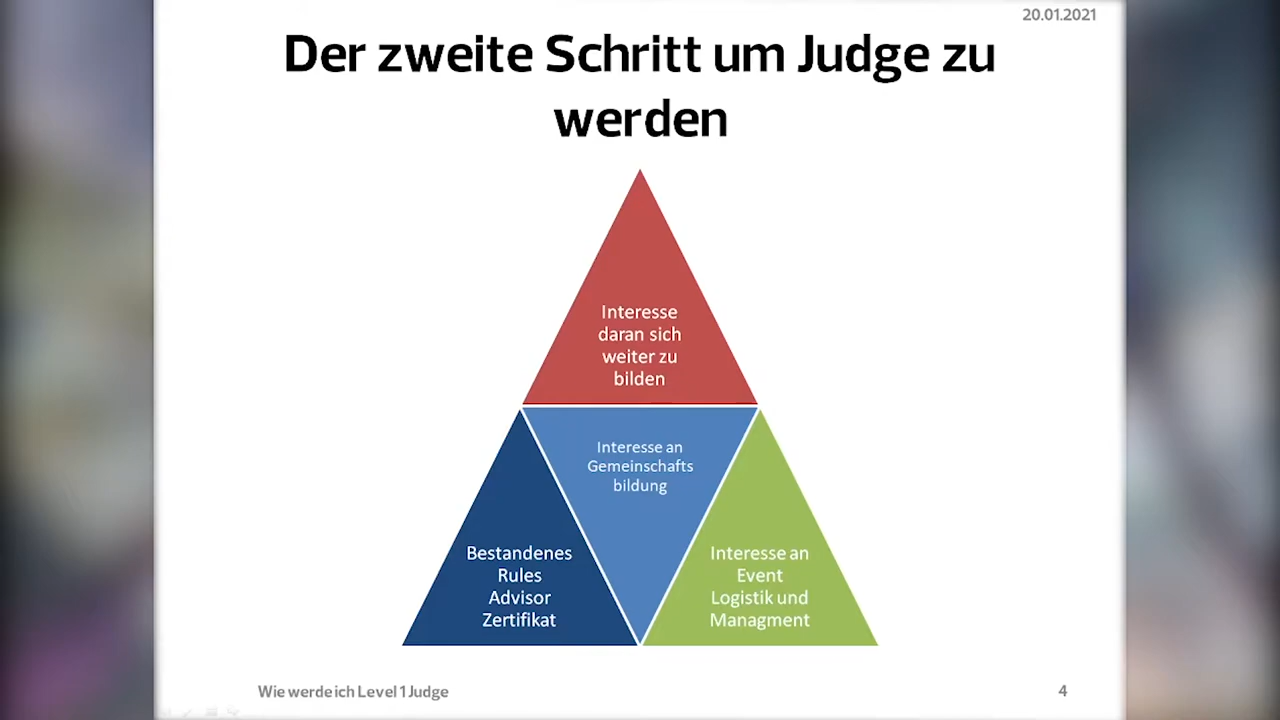 20.01.2021
Der zweite Schritt um Judge zu
werden
Interesse
daran sich
weiter zu
bilden
Interesse an
Gemeinschafts
bildung
Bestandenes
Rules
Advisor
Zertifikat
Interesse an
Event
Logistik und
Managment
Wie werde ich Level 1 Judge
4